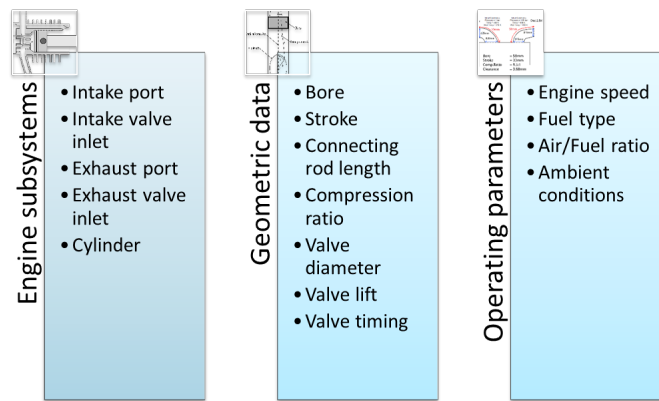 Engine subsystems
• Intake port
• Intake valve
inlet
• Exhaust port
• Exhaust valve
inlet
• Cylinder
Geometric data
• Bore
• Stroke
• Connecting
rod length
• Compression
ratio
• Valve
diameter
• Valve lift
• Valve timing
Operating parameters
• Engine speed
• Fuel type
• Air/Fuel ratio
• Ambient
conditions